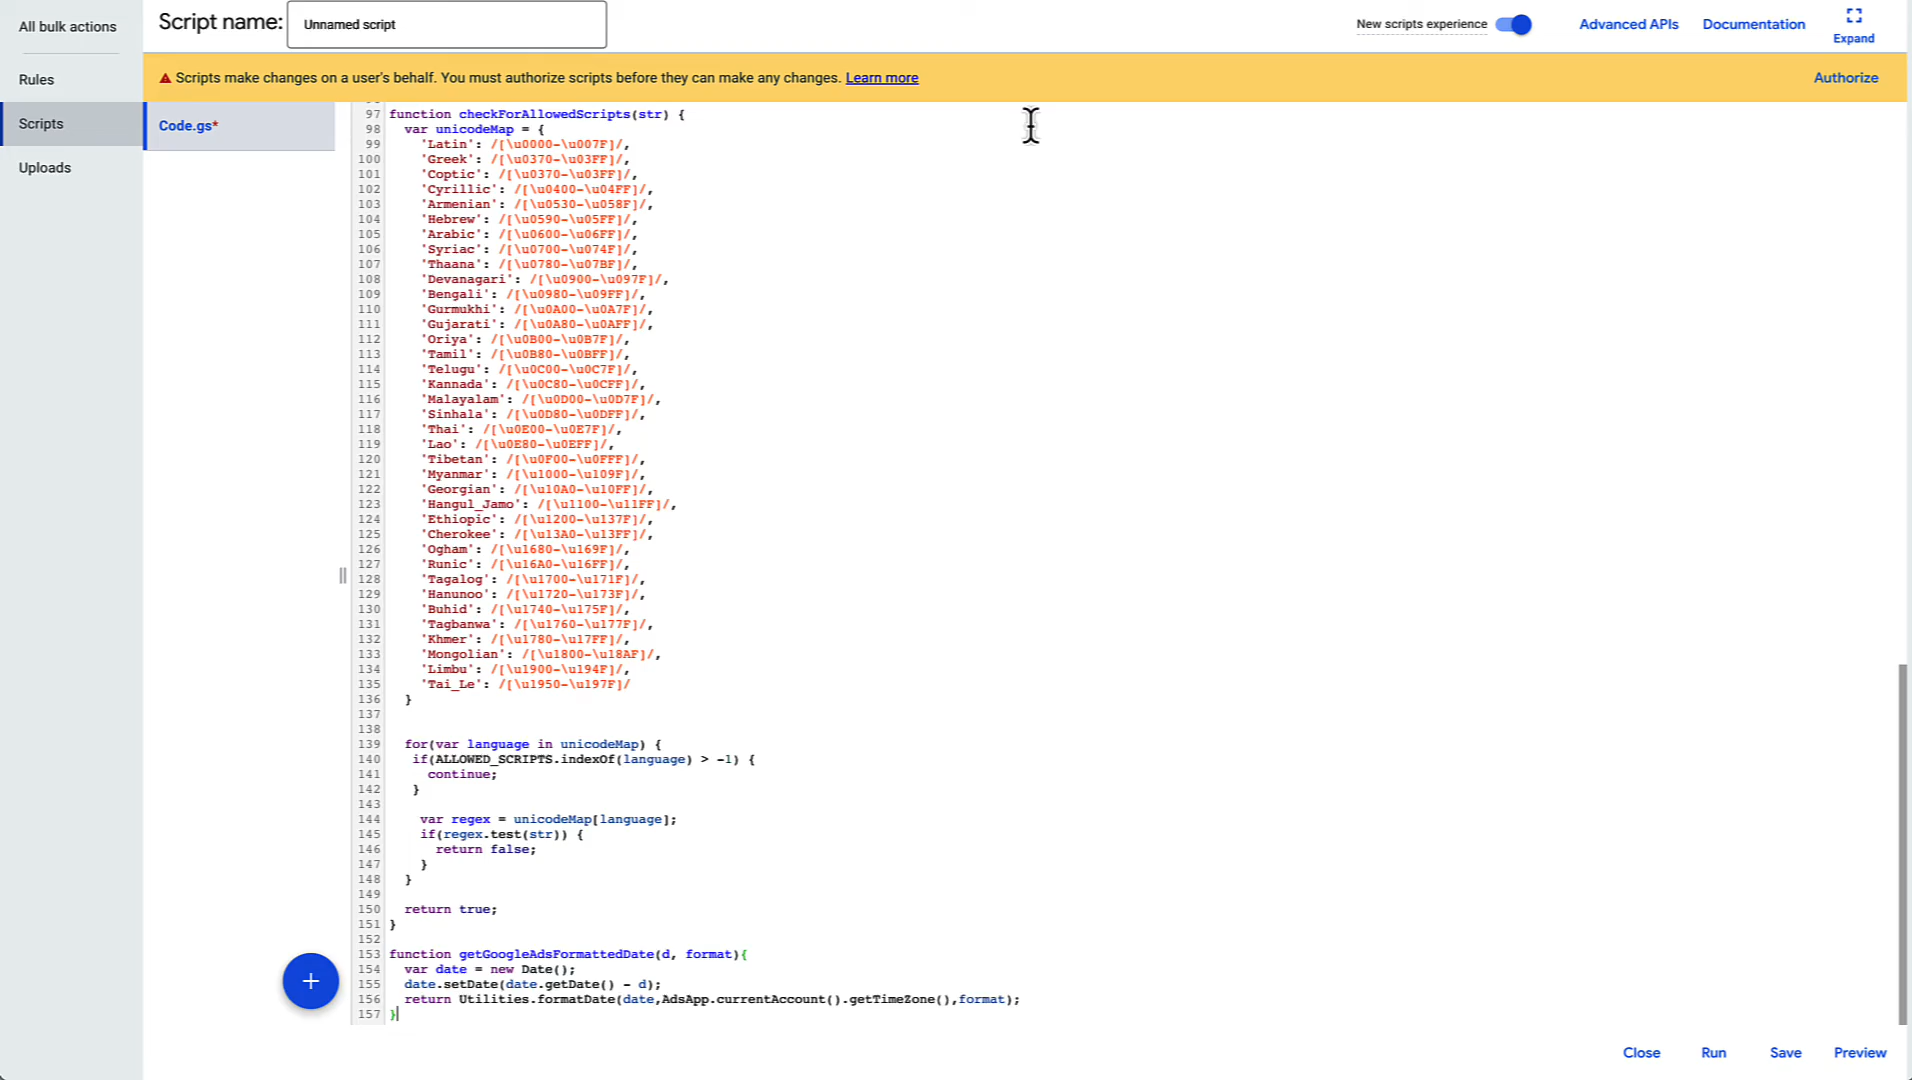 All bulk actions
Rules
Scripts
Uploads
Script name:
Unnamed script
New scripts experience
Advanced APIs
Documentation
Expand
Scripts make changes on a user's behalf. You must authorize scripts before they can make any changes. Learn more
Authorize
Code.gs*
97 function checkForAllowedScripts(str) {
98 var unicodeMap = {
99 'Latin': /[\u0000-\u007F]/,
100 'Greek': /[\u0370-\u03FF]/,
101 'Coptic': /[\u0370-\u03FF]/,
102 'Cyrillic': /[\u0400-\u04FF]/,
103 'Armenian': /[\u0530-\u058F]/,
104 'Hebrew': /[\u0590-\u05FF]/,
105 'Arabic': /[\u0600-\u06FF]/,
106 'Syriac': /[\u0700-\u074F]/,
107 'Thaana': /[\u0780-\u07BF]/,
108 'Devanagari': /[\u0900-\u097F]/,
109 'Bengali': /[\u0980-\u09FF]/,
110 'Gurmukhi': /[\u0A00-\u0A7F]/,
111 'Gujarati': /[\u0A80-\u0AFF]/,
112 'Oriya': /[\u0B00-\u0B7F]/,
113 'Tamil': /[\u0B80-\u0BFF]/,
114 'Telugu': /[\u0C00-\u0C7F]/,
115 'Kannada': /[\u0C80-\u0CFF]/,
116 'Malayalam': /[\u0D00-\u0D7F]/,
117 'Sinhala': /[\u0D80-\u0DFF]/,
118 'Thai': /[\u0E00-\u0E7F]/,
119 'Lao': /[\u0E80-\u0EFF]/,
120 'Tibetan': /[\u0F00-\u0FFF]/,
121 'Myanmar': /[\u1000-\u109F]/,
122 'Georgian': /[\u10A0-\u10FF]/,
123 'Hangul_Jamo': /[\u1100-\u11FF]/,
124 'Ethiopic': /[\u1200-\u137F]/,
125 'Cherokee': /[\u13A0-\u13FF]/,
126 'Ogham': /[\u1680-\u169F]/,
127 'Runic': /[\u16A0-\u16FF]/,
128 'Tagalog': /[\u1700-\u171F]/,
129 'Hanunoo': /[\u1720-\u173F]/,
130 'Buhid': /[\u1740-\u175F]/,
131 'Tagbanwa': /[\u1760-\u177F]/,
132 'Khmer': /[\u1780-\u17FF]/,
133 'Mongolian': /[\u1800-\u18AF]/,
134 'Limbu': /[\u1900-\u194F]/,
135 'Tai_Le': /[\u1950-\u197F]/
136 }
137
138
139 for(var language in unicodeMap) {
140 if(ALLOWED_SCRIPTS.indexOf(language) > -1) {
141 continue;
142 }
143
144 var regex = unicodeMap[language];
145 if(regex.test(str)) {
146 return false;
147 }
148 }
149
150 return true;
151 }
152
153 function getGoogleAdsFormattedDate(d, format){
154 var date = new Date();
155 date.setDate(date.getDate() - d);
156 return Utilities.formatDate(date,AdsApp.currentAccount().getTimeZone(),format);
157 }
Close
Run
Save
Preview